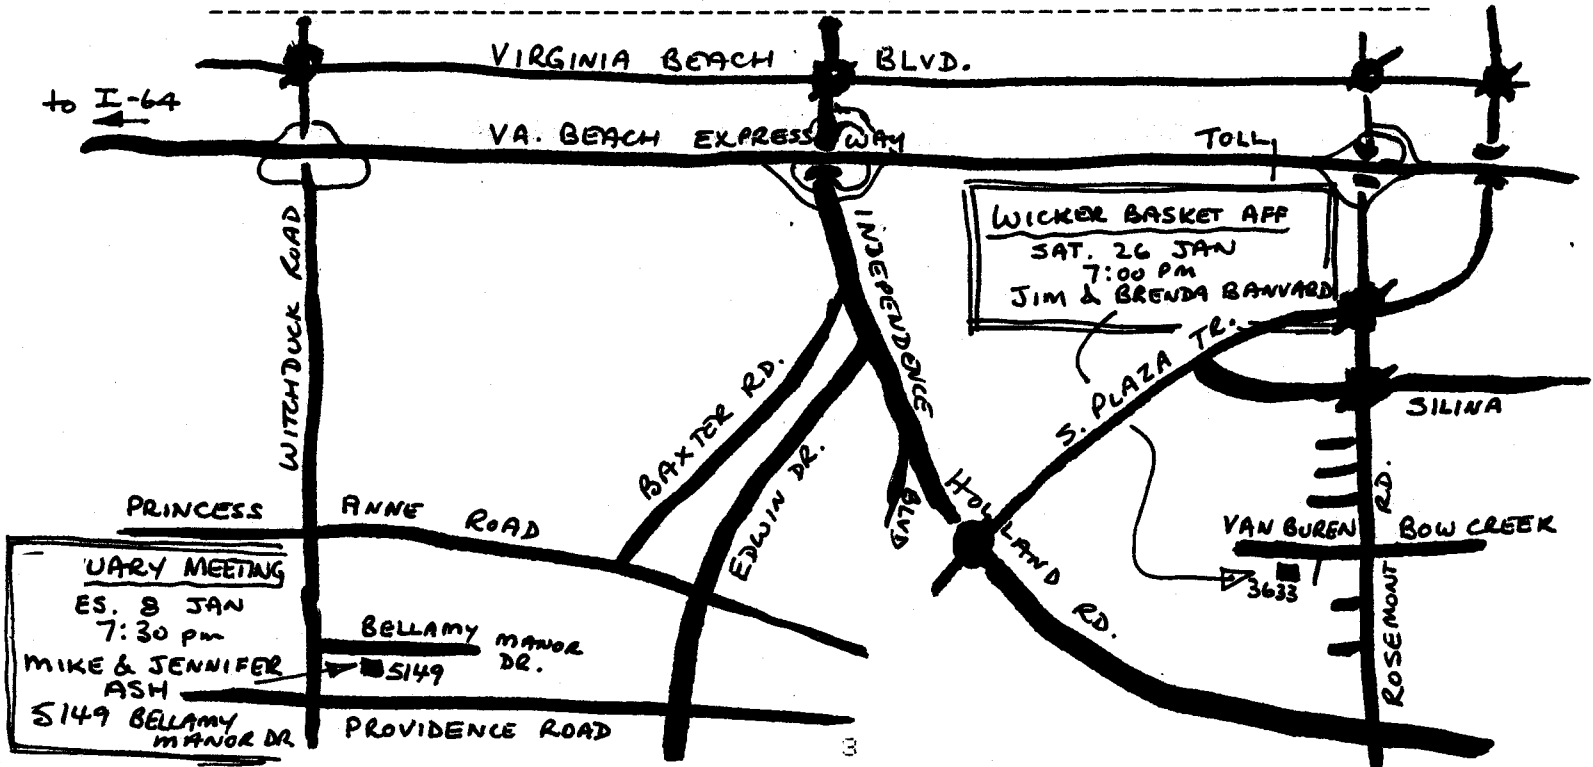 VIRGINIA BEACH BLVD.
to I-64
VA. BEACH EXPRESS WAY
TOLL
WICKER BASKET AFF
SAT. 26 JAN
7:00 PM
JIM & BRENDA BANVARD
WITCHDUCK ROAD
INDEPENDENCE
BLVD
BAXTER RD.
EDWIN DR.
S. PLAZA TR.
SILINA
HOLLAND RD.
VAN BUREN
BOW CREEK
3633
ROSEMONT RD.
PRINCESS ANNE ROAD
UARY MEETING
ES. 8 JAN
7:30 pm
MIKE & JENNIFER
ASH
5149 BELLAMY
MANOR DR
BELLAMY MANOR
DR.
5149
PROVIDENCE ROAD
3